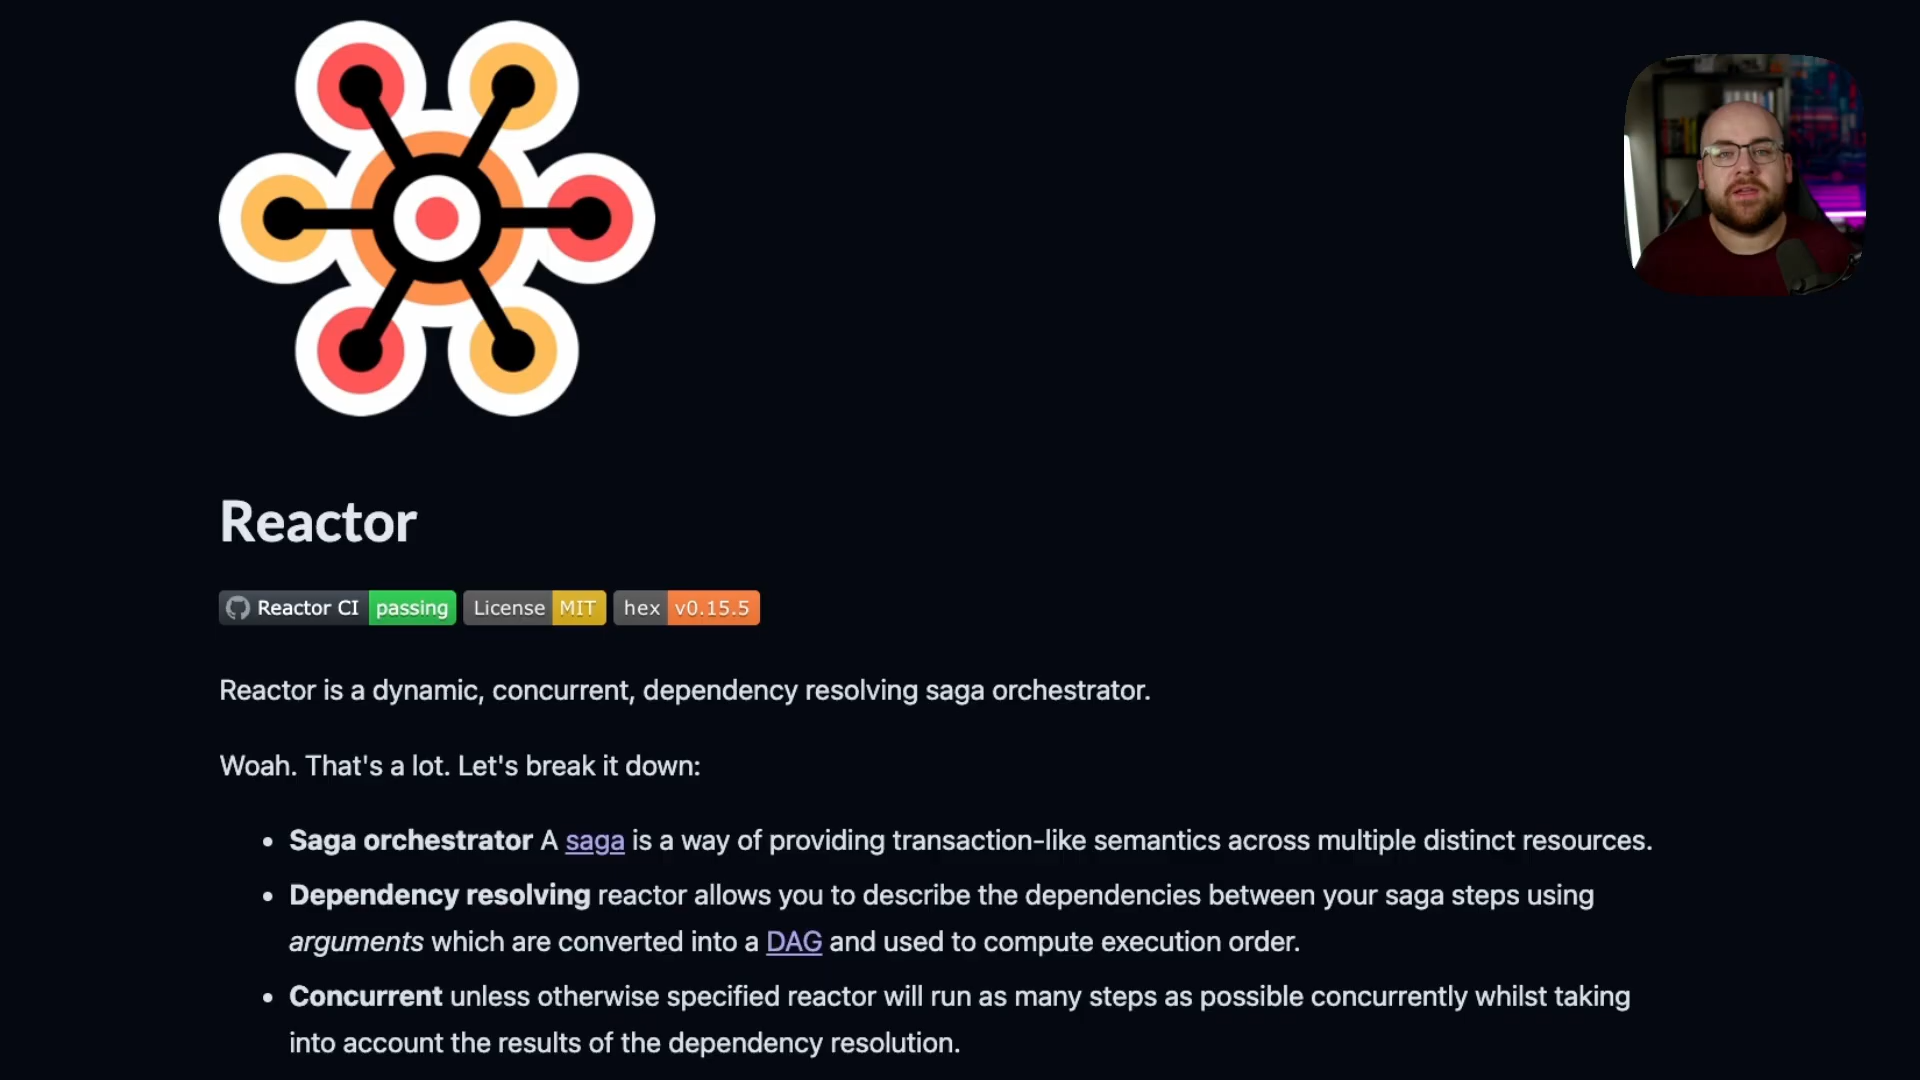 Reactor
Reactor CI passing License MIT hex v0.15.5
Reactor is a dynamic, concurrent, dependency resolving saga orchestrator.
Woah. That's a lot. Let's break it down:
• Saga orchestrator A saga is a way of providing transaction-like semantics across multiple distinct resources.
• Dependency resolving reactor allows you to describe the dependencies between your saga steps using
arguments which are converted into a DAG and used to compute execution order.
• Concurrent unless otherwise specified reactor will run as many steps as possible concurrently whilst taking
into account the results of the dependency resolution.